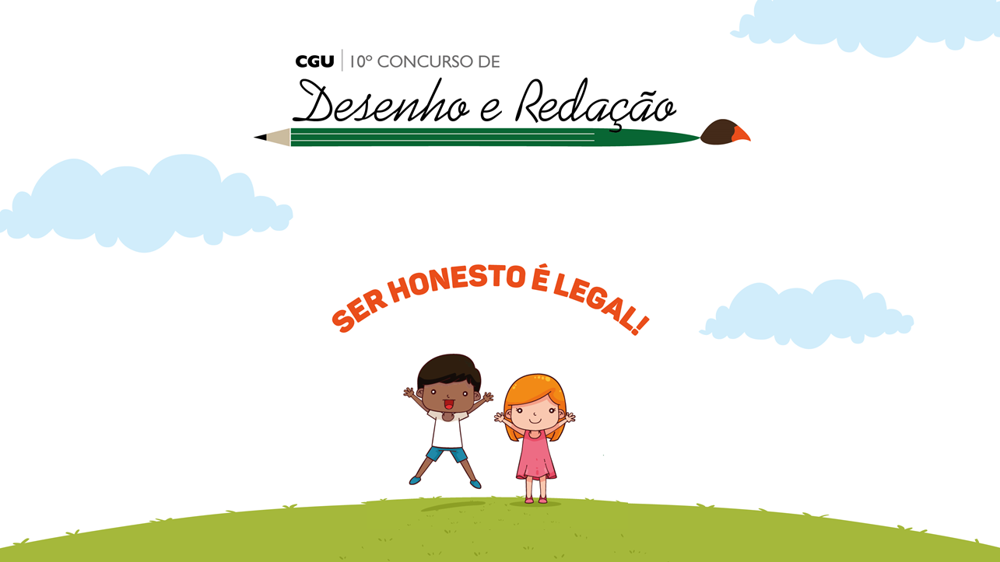 CGU | 10º CONCURSO DE
Desenho e Redação
SER HONESTO É LEGAL!